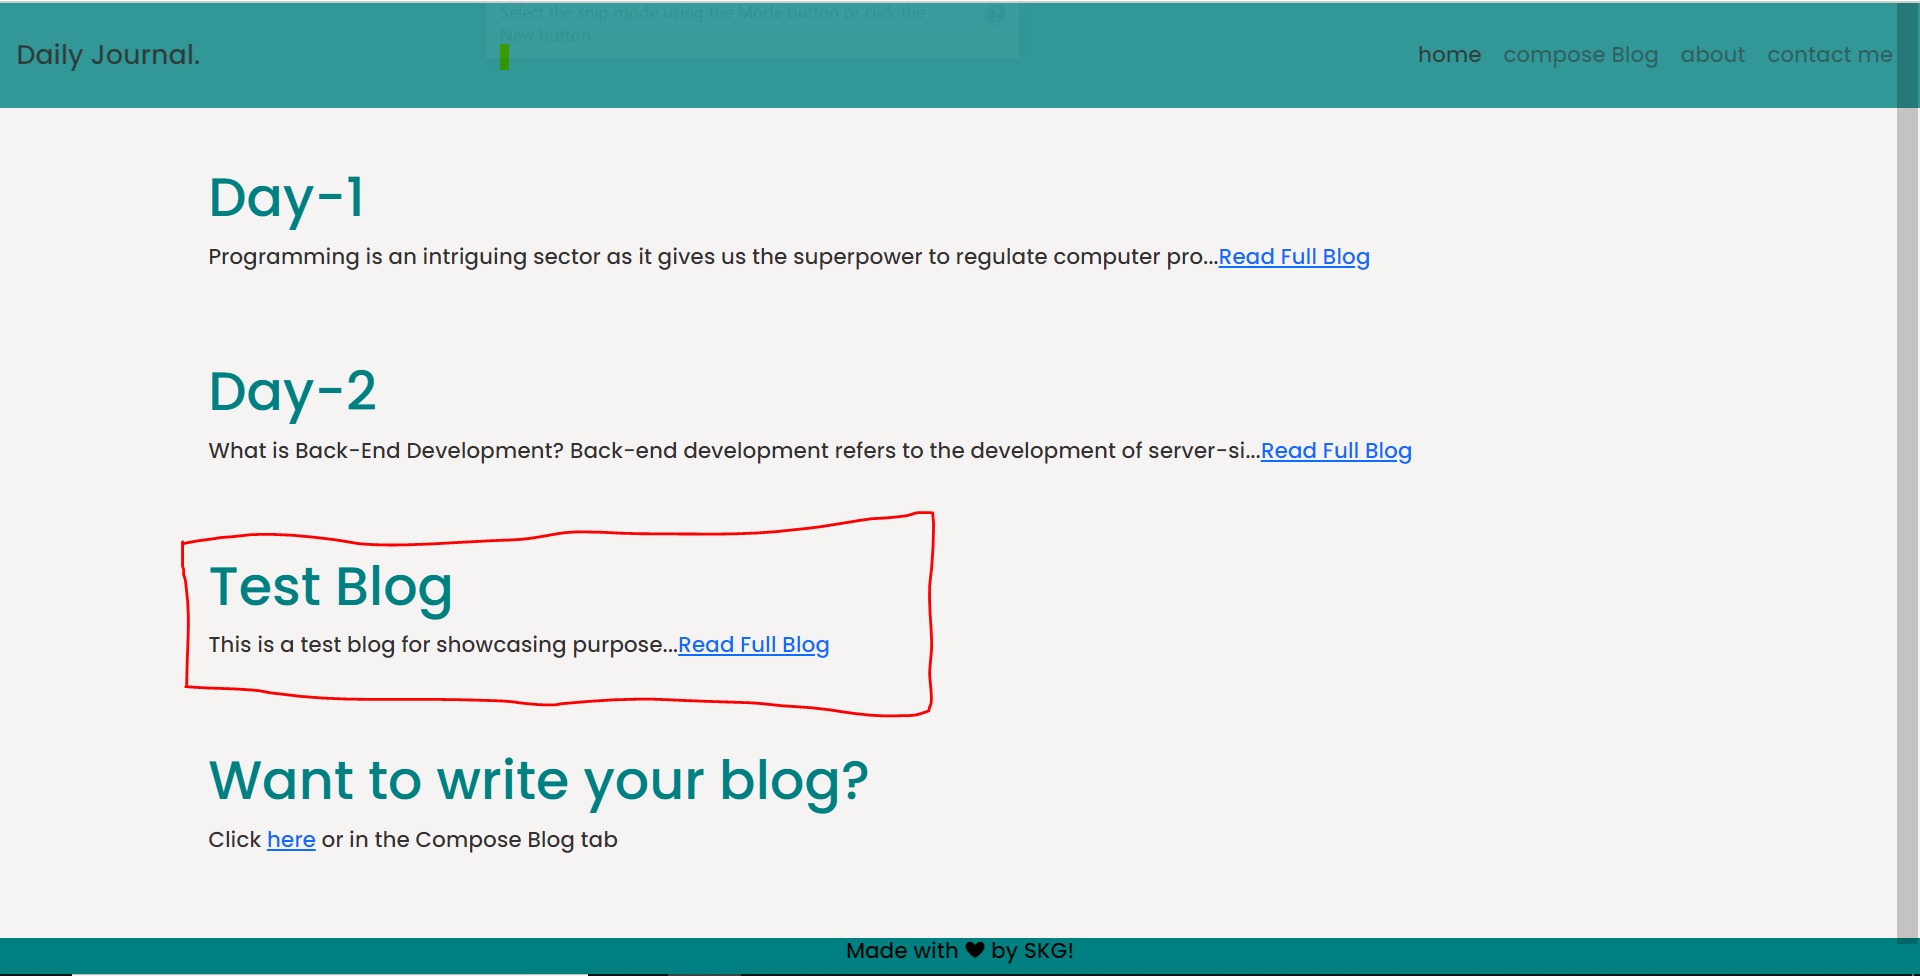 Select the snip mode using the Mode button or click the
New button.
Daily Journal.
home compose Blog about contact me
Day-1
Programming is an intriguing sector as it gives us the superpower to regulate computer pro...Read Full Blog
Day-2
What is Back-End Development? Back-end development refers to the development of server-si...Read Full Blog
Test Blog
This is a test blog for showcasing purpose...Read Full Blog
Want to write your blog?
Click here or in the Compose Blog tab
Made with ♥ by SKG!